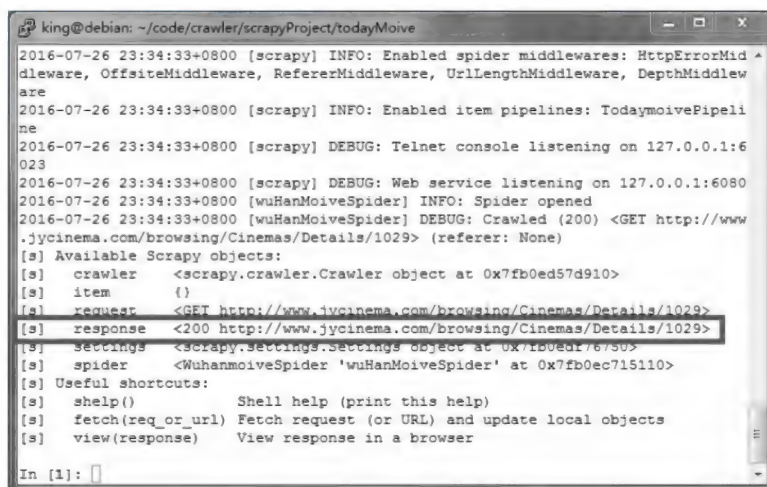 king@debian: ~/code/crawler/scrapyProject/todayMoive
2016-07-26 23:34:33+0800 [scrapy] INFO: Enabled spider middlewares: HttpErrorMid
dleware, OffsiteMiddleware, RefererMiddleware, UrlLengthMiddleware, DepthMiddlew
are
2016-07-26 23:34:33+0800 [scrapy] INFO: Enabled item pipelines: TodaymoivePipeli
ne
2016-07-26 23:34:33+0800 [scrapy] DEBUG: Telnet console listening on 127.0.0.1:6
023
2016-07-26 23:34:33+0800 [scrapy] DEBUG: Web service listening on 127.0.0.1:6080
2016-07-26 23:34:33+0800 [wuHanMoiveSpider] INFO: Spider opened
2016-07-26 23:34:33+0800 [wuHanMoiveSpider] DEBUG: Crawled (200) <GET http://www
.jycinema.com/browsing/Cinemas/Details/1029> (referer: None)
[s] Available Scrapy objects:
[s]   crawler    <scrapy.crawler.Crawler object at 0x7fb0ed57d910>
[s]   item       {}
[s]   request    <GET http://www.jycinema.com/browsing/Cinemas/Details/1029>
[s]   response   <200 http://www.jycinema.com/browsing/Cinemas/Details/1029>
[s]   settings   <scrapy.settings.Settings object at 0x7fb0edf76750>
[s]   spider     <WuhanmoiveSpider 'wuHanMoiveSpider' at 0x7fb0ec715110>
[s] Useful shortcuts:
[s]   shelp()           Shell help (print this help)
[s]   fetch(req_or_url) Fetch request (or URL) and update local objects
[s]   view(response)    View response in a browser
In [1]: